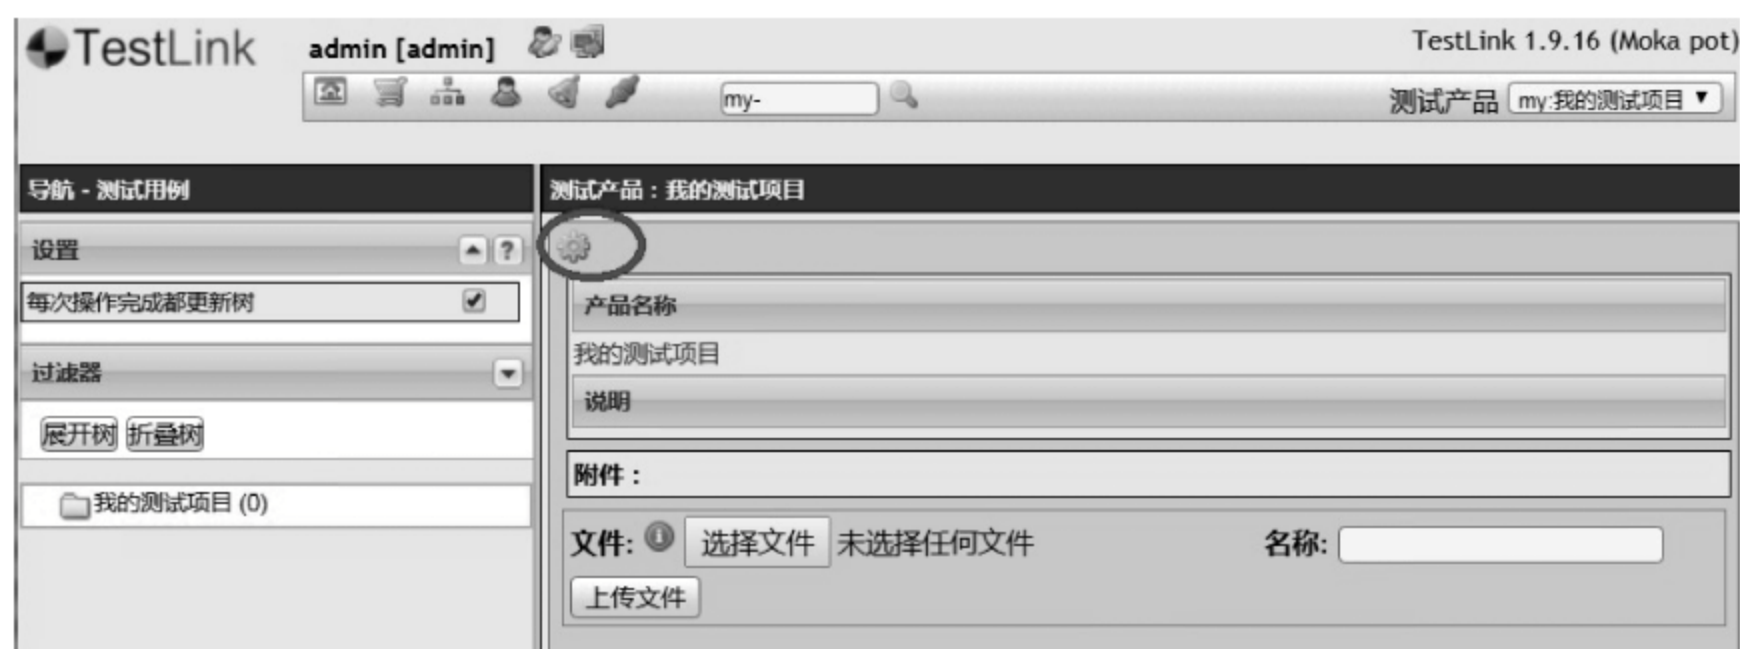 TestLink admin [admin] TestLink 1.9.16 (Moka pot)
my- 测试产品 my:我的测试项目
导航 - 测试用例
设置 ?
每次操作完成都更新树
过滤器
展开树 折叠树
我的测试项目 (0)
测试产品 : 我的测试项目
产品名称
我的测试项目
说明
附件 :
文件: 选择文件 未选择任何文件 名称:
上传文件